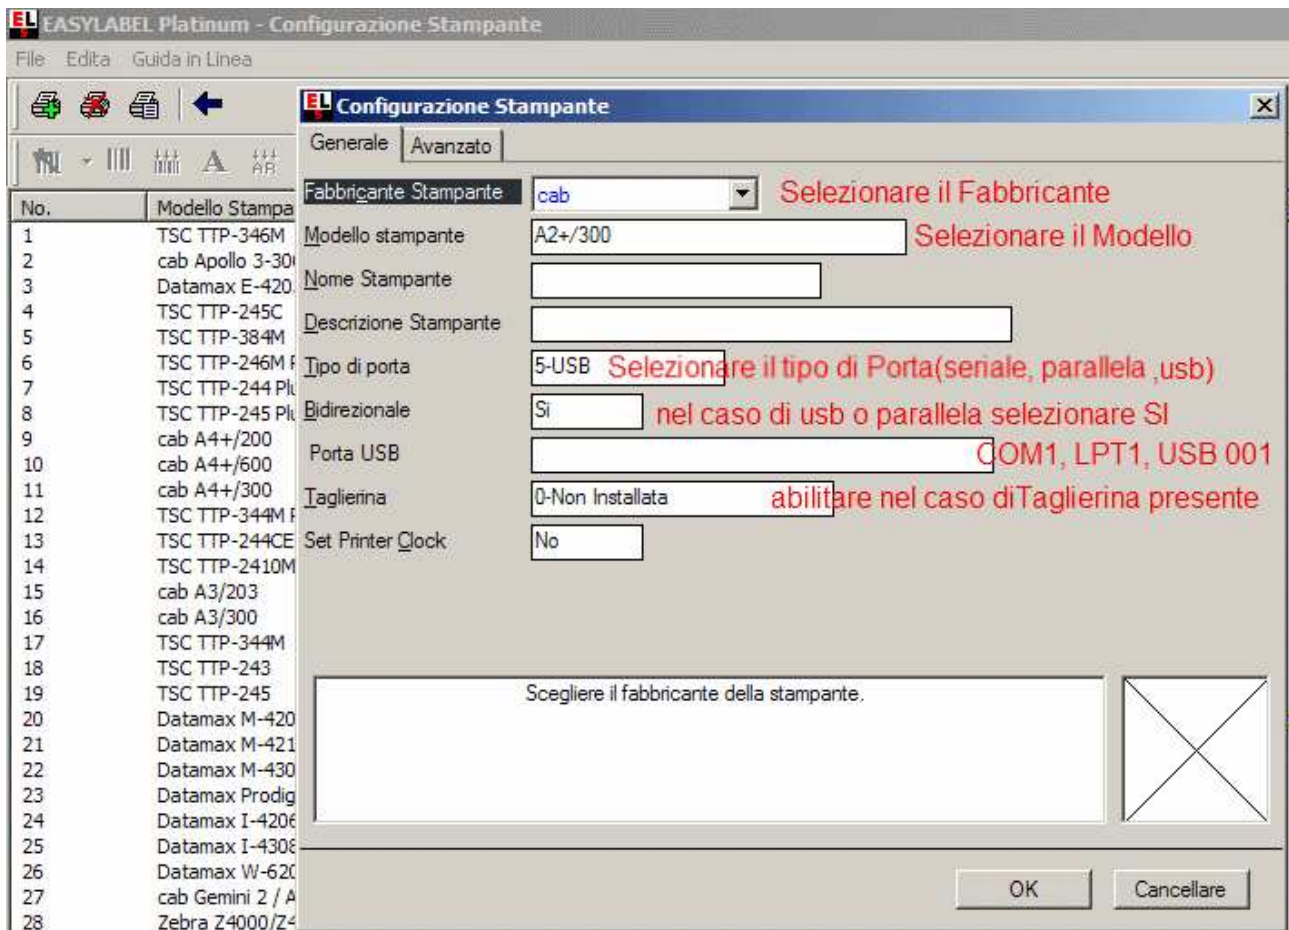 EASYLABEL Platinum - Configurazione Stampante
File Edita Guida in Linea
Configurazione Stampante
Generale Avanzato
Fabbricante Stampante cab Selezionare il Fabbricante
Modello stampante A2+/300 Selezionare il Modello
Nome Stampante
Descrizione Stampante
Tipo di porta 5-USB Selezionare il tipo di Porta(seriale, parallela ,usb)
Bidirezionale Si nel caso di usb o parallela selezionare SI
Porta USB COM1, LPT1, USB 001
Taglierina 0-Non Installata abilitare nel caso diTaglierina presente
Set Printer Clock No
Scegliere il fabbricante della stampante.
OK Cancellare
No. Modello Stampa
1 TSC TTP-346M
2 cab Apollo 3-30
3 Datamax E-420
4 TSC TTP-245C
5 TSC TTP-384M
6 TSC TTP-246M
7 TSC TTP-244 Plu
8 TSC TTP-245 Plu
9 cab A4+/200
10 cab A4+/600
11 cab A4+/300
12 TSC TTP-344M
13 TSC TTP-244CE
14 TSC TTP-2410M
15 cab A3/203
16 cab A3/300
17 TSC TTP-344M
18 TSC TTP-243
19 TSC TTP-245
20 Datamax M-420
21 Datamax M-421
22 Datamax M-430
23 Datamax Prodig
24 Datamax I-4206
25 Datamax I-4308
26 Datamax W-620
27 cab Gemini 2 / A
28 Zebra Z4000/Z4